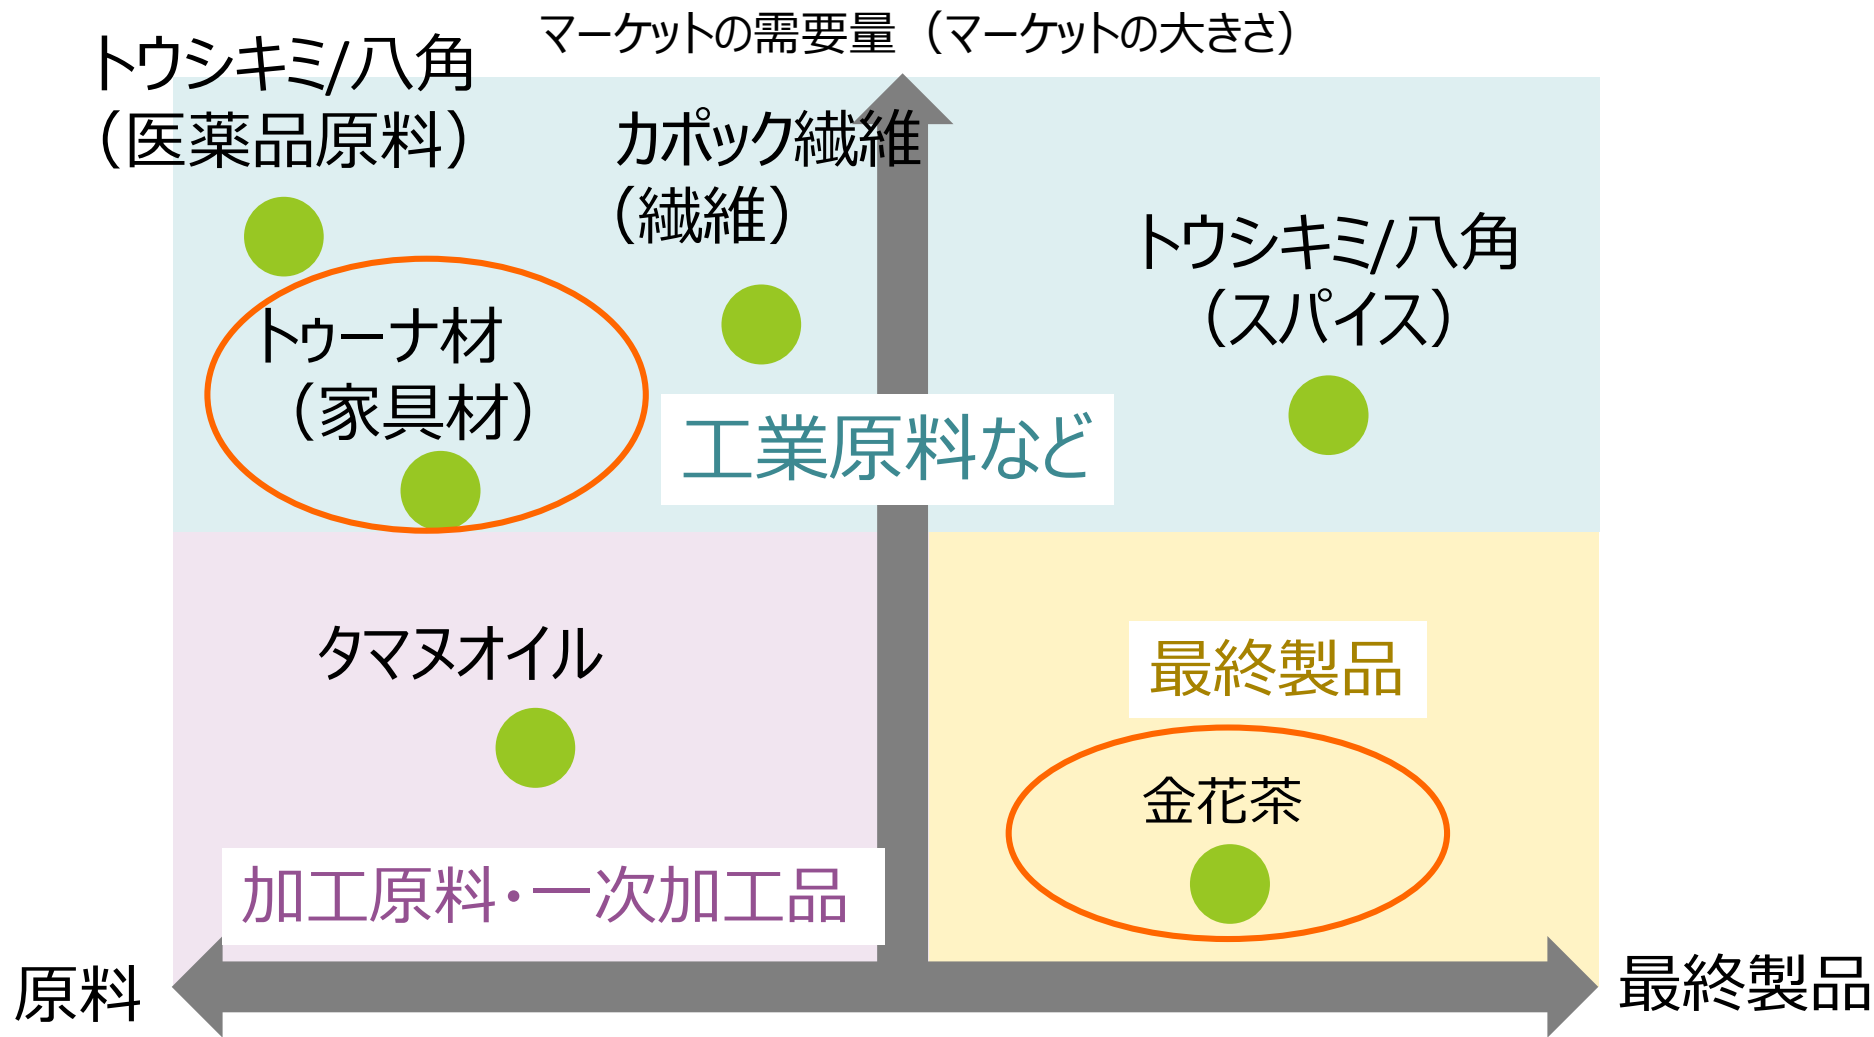 マーケットの需要量（マーケットの大きさ）
トウシキミ/八角
（医薬品原料）
カポック繊維
（繊維）
トウシキミ/八角
（スパイス）
トゥーナ材
（家具材）
工業原料など
タマヌオイル
最終製品
金花茶
加工原料・一次加工品
原料
最終製品